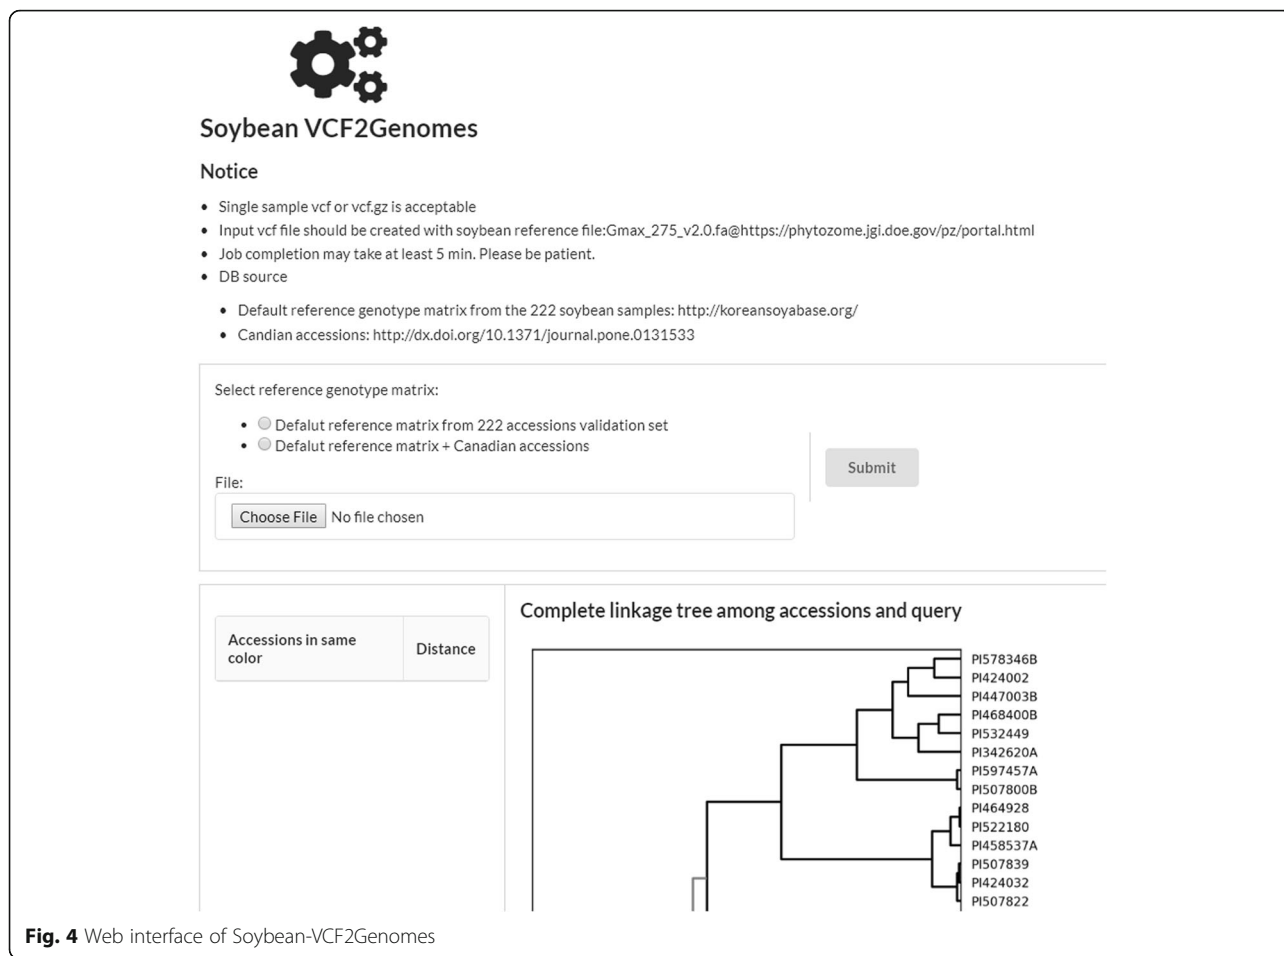 Soybean VCF2Genomes
Notice
• Single sample vcf or vcf.gz is acceptable
• Input vcf file should be created with soybean reference file:Gmax_275_v2.0.fa@https://phytozome.jgi.doe.gov/pz/portal.html
• Job completion may take at least 5 min. Please be patient.
• DB source
• Default reference genotype matrix from the 222 soybean samples: http://koreansoyabase.org/
• Candian accessions: http://dx.doi.org/10.1371/journal.pone.0131533
Select reference genotype matrix:
• Defalut reference matrix from 222 accessions validation set
• Defalut reference matrix + Canadian accessions
File:
Choose File No file chosen
Submit
Accessions in same
color
Distance
Complete linkage tree among accessions and query
PI578346B
PI424002
PI447003B
PI468400B
PI532449
PI342620A
PI597457A
PI507800B
PI464928
PI522180
PI458537A
PI507839
PI424032
PI507822
Fig. 4 Web interface of Soybean-VCF2Genomes